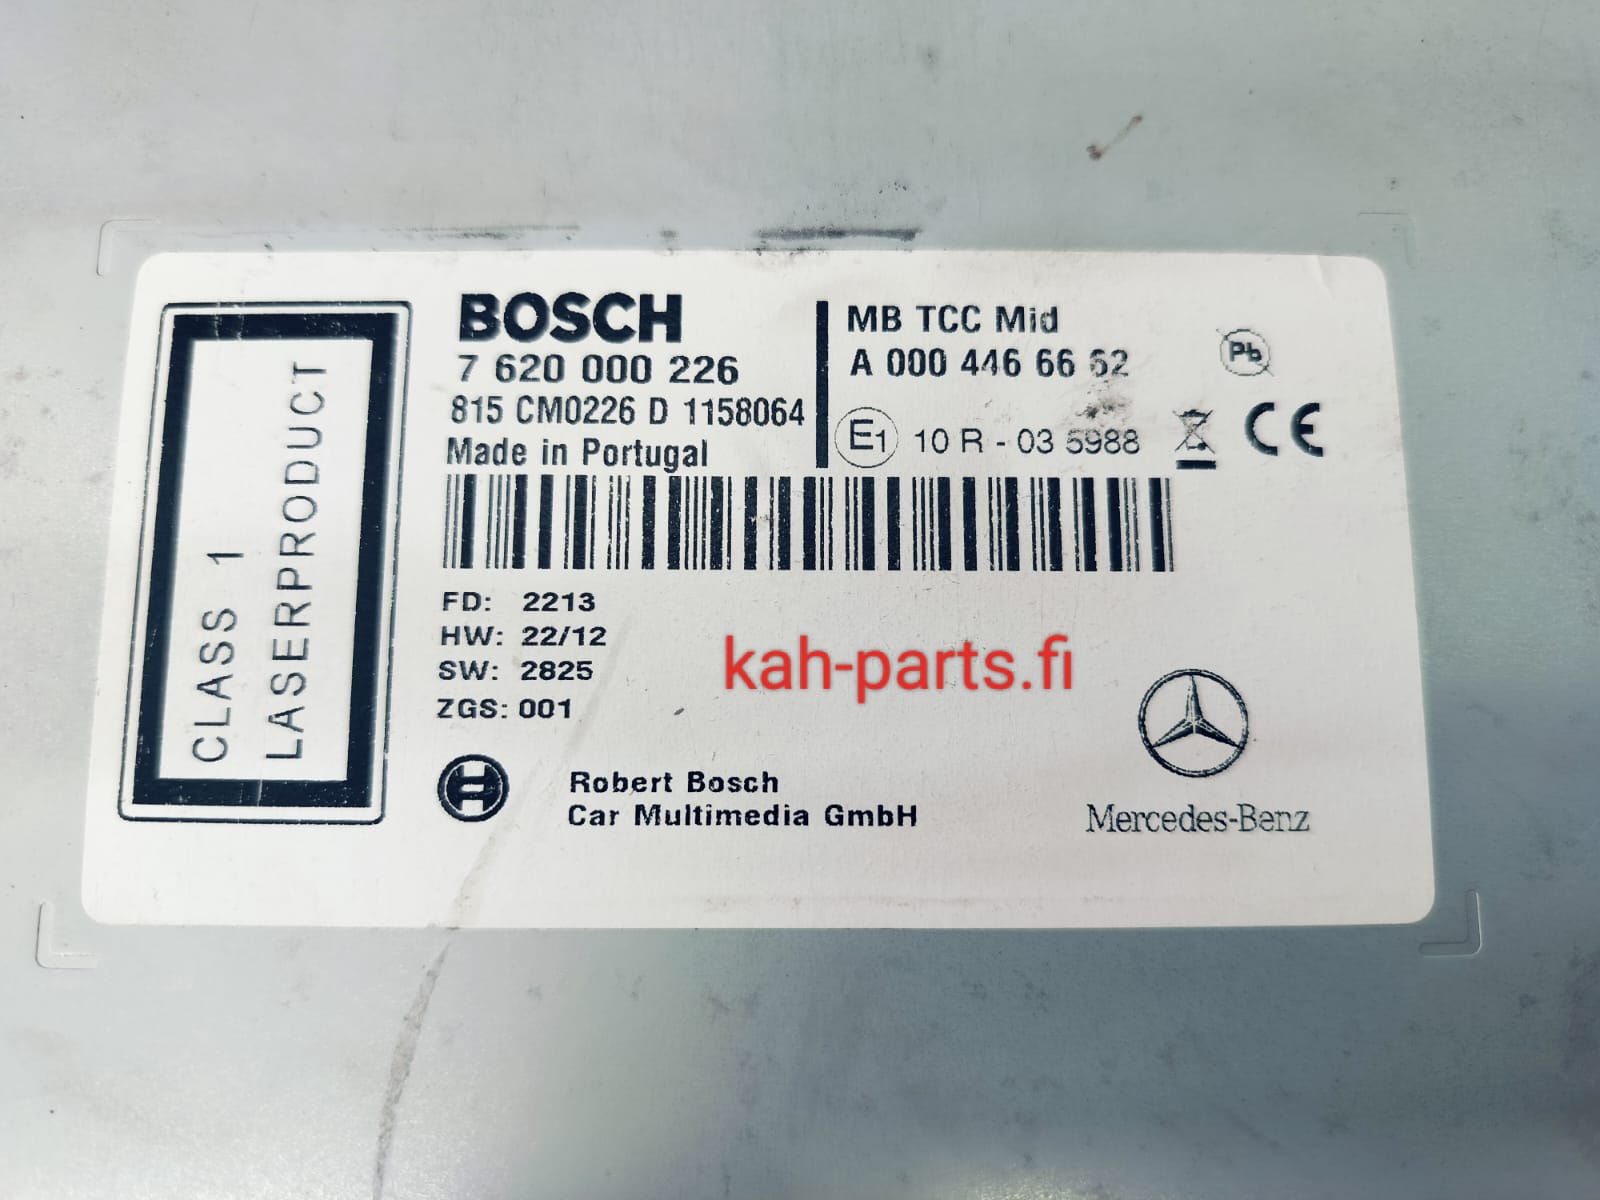 CLASS 1
LASERPRODUCT
BOSCH
7 620 000 226
815 CM0226 D 1158064
Made in Portugal
MB TCC Mid
A 000 446 66 62
Pb
E1 10 R - 03 5988
CE
FD: 2213
HW: 22/12
SW: 2825
ZGS: 001
kah-parts.fi
Robert Bosch
Car Multimedia GmbH
Mercedes-Benz